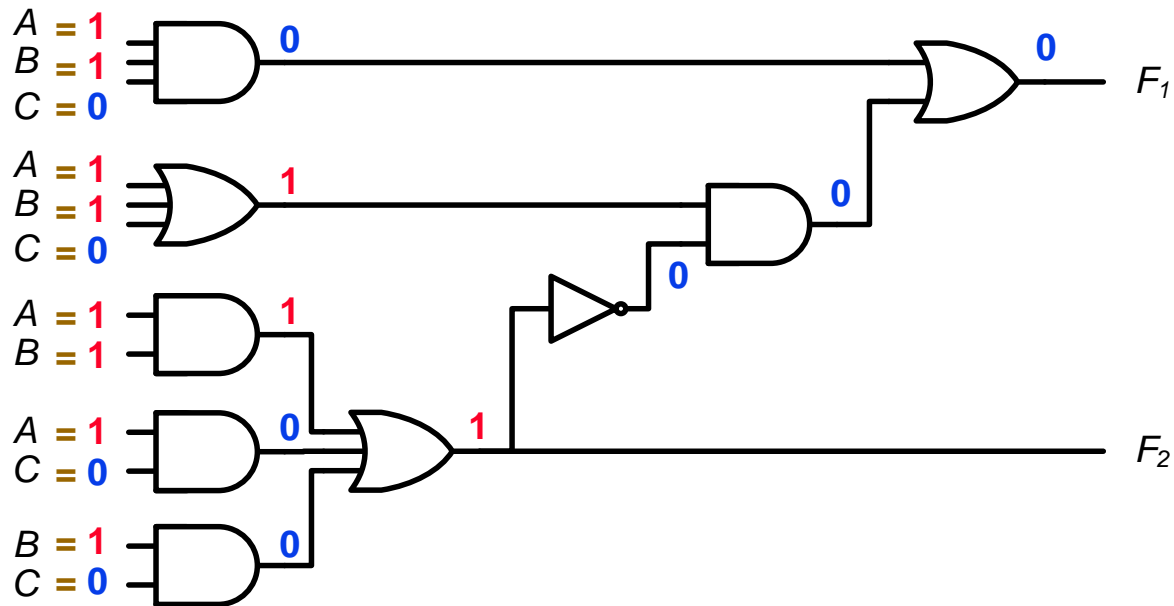 A = 1
0
0
B = 1
F1
C = 0
A = 1
1
B = 1
0
C = 0
0
A = 1
1
B = 1
A = 1
0
1
C = 0
F2
B = 1
0
C = 0